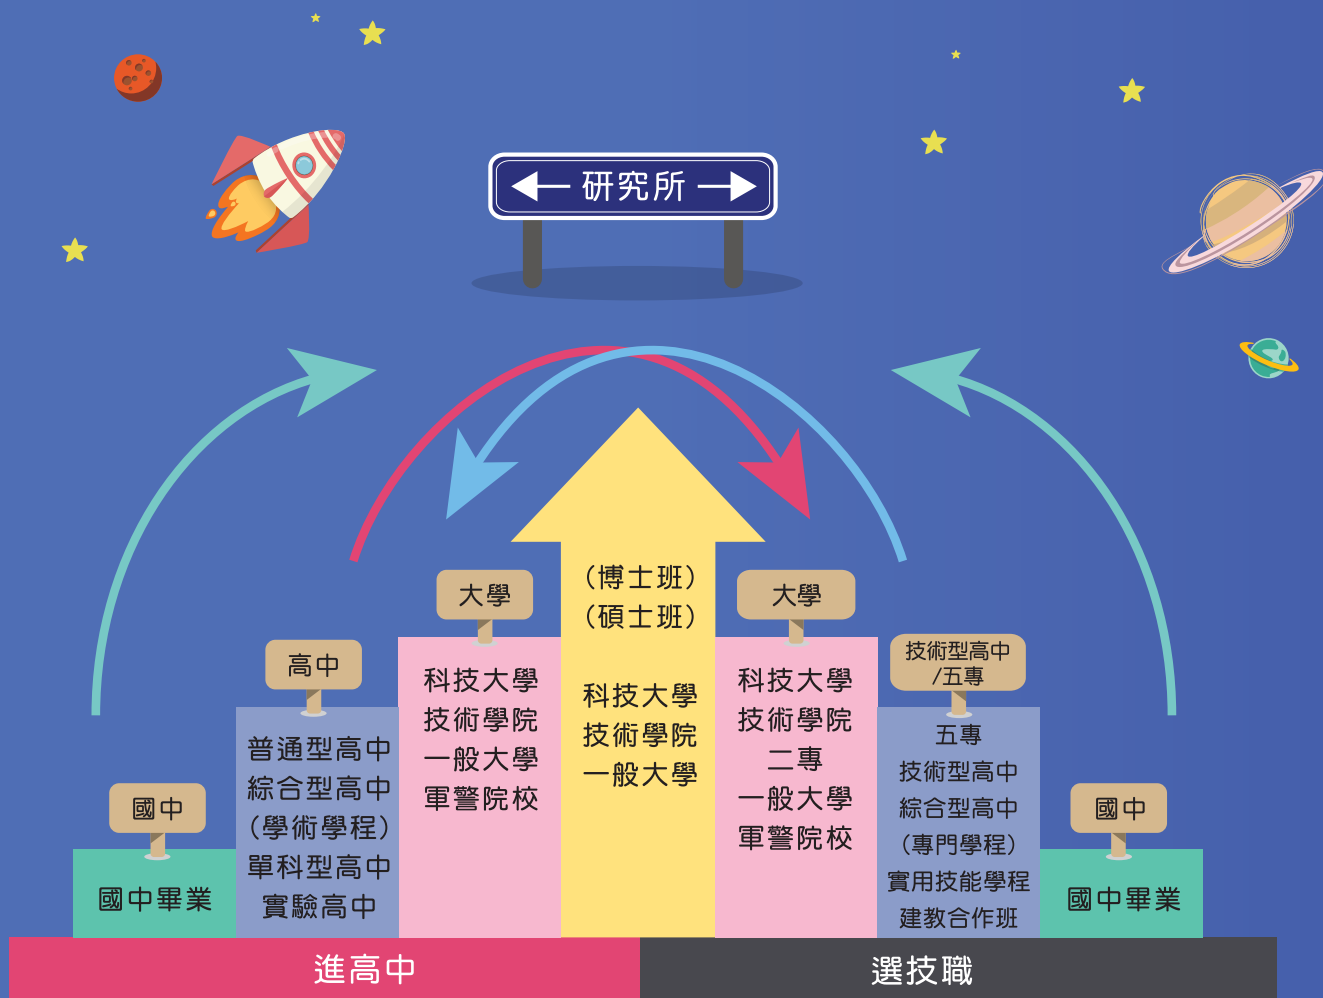 研究所
大學
科技大學
技術學院
一般大學
軍警院校
高中
普通型高中
綜合型高中
(學術學程)
單科型高中
實驗高中
國中
國中畢業
(博士班)
(碩士班)
科技大學
技術學院
一般大學
大學
科技大學
技術學院
二專
一般大學
軍警院校
技術型高中
/五專
五專
技術型高中
綜合型高中
(專門學程)
實用技能學程
建教合作班
國中
國中畢業
進高中
選技職